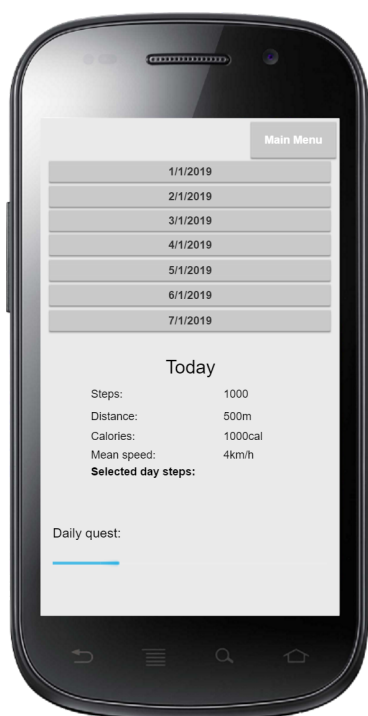 Main Menu
1/1/2019
2/1/2019
3/1/2019
4/1/2019
5/1/2019
6/1/2019
7/1/2019
Today
Steps: 1000
Distance: 500m
Calories: 1000cal
Mean speed: 4km/h
Selected day steps:
Daily quest: